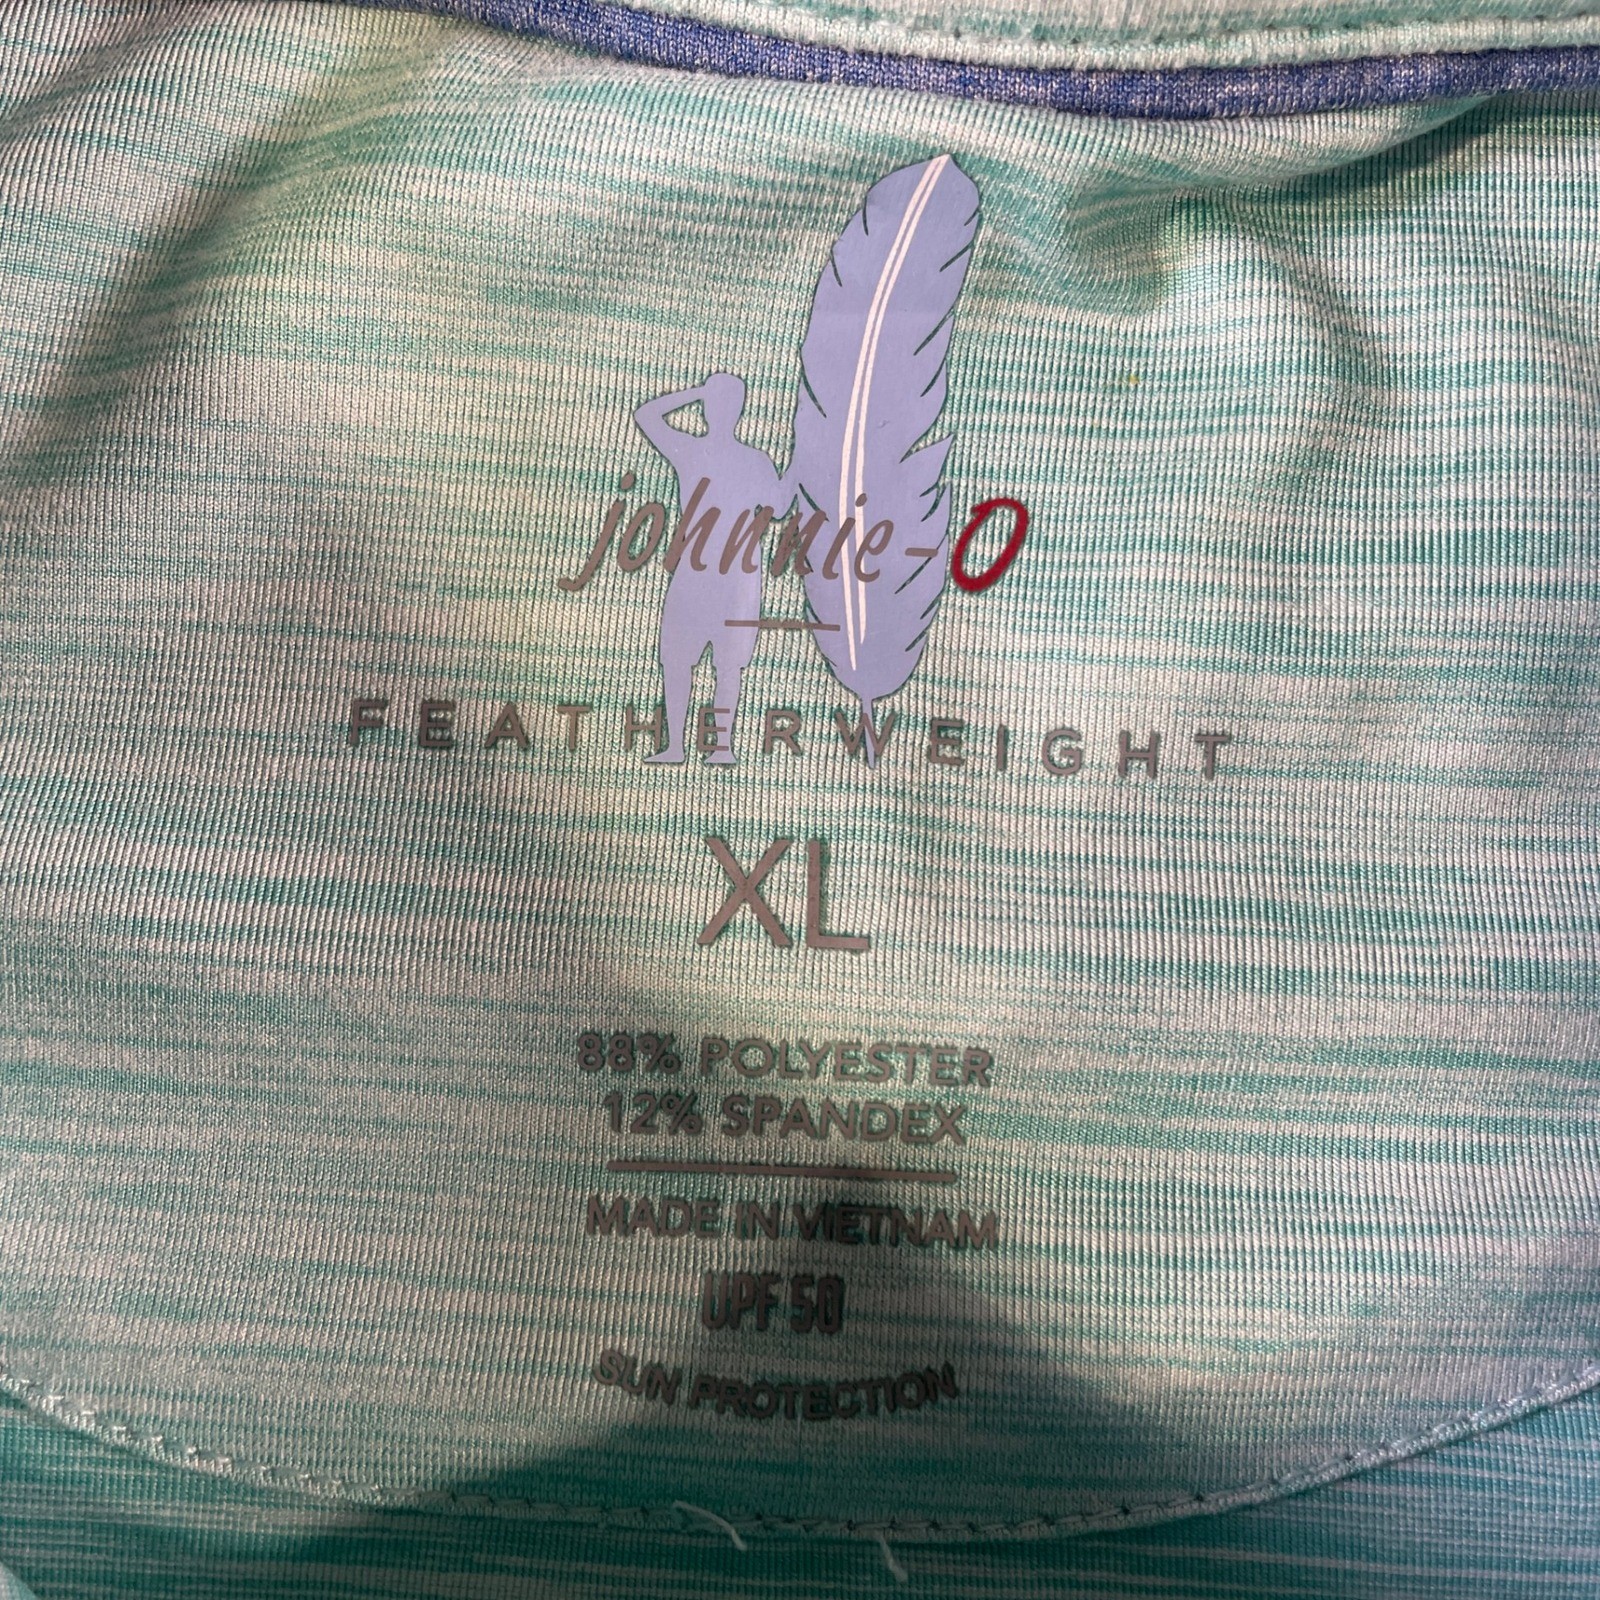 johnnie-O
FEATHERWEIGHT
XL
88% POLYESTER
12% SPANDEX
MADE IN VIETNAM
UPF 50
SUN PROTECTION